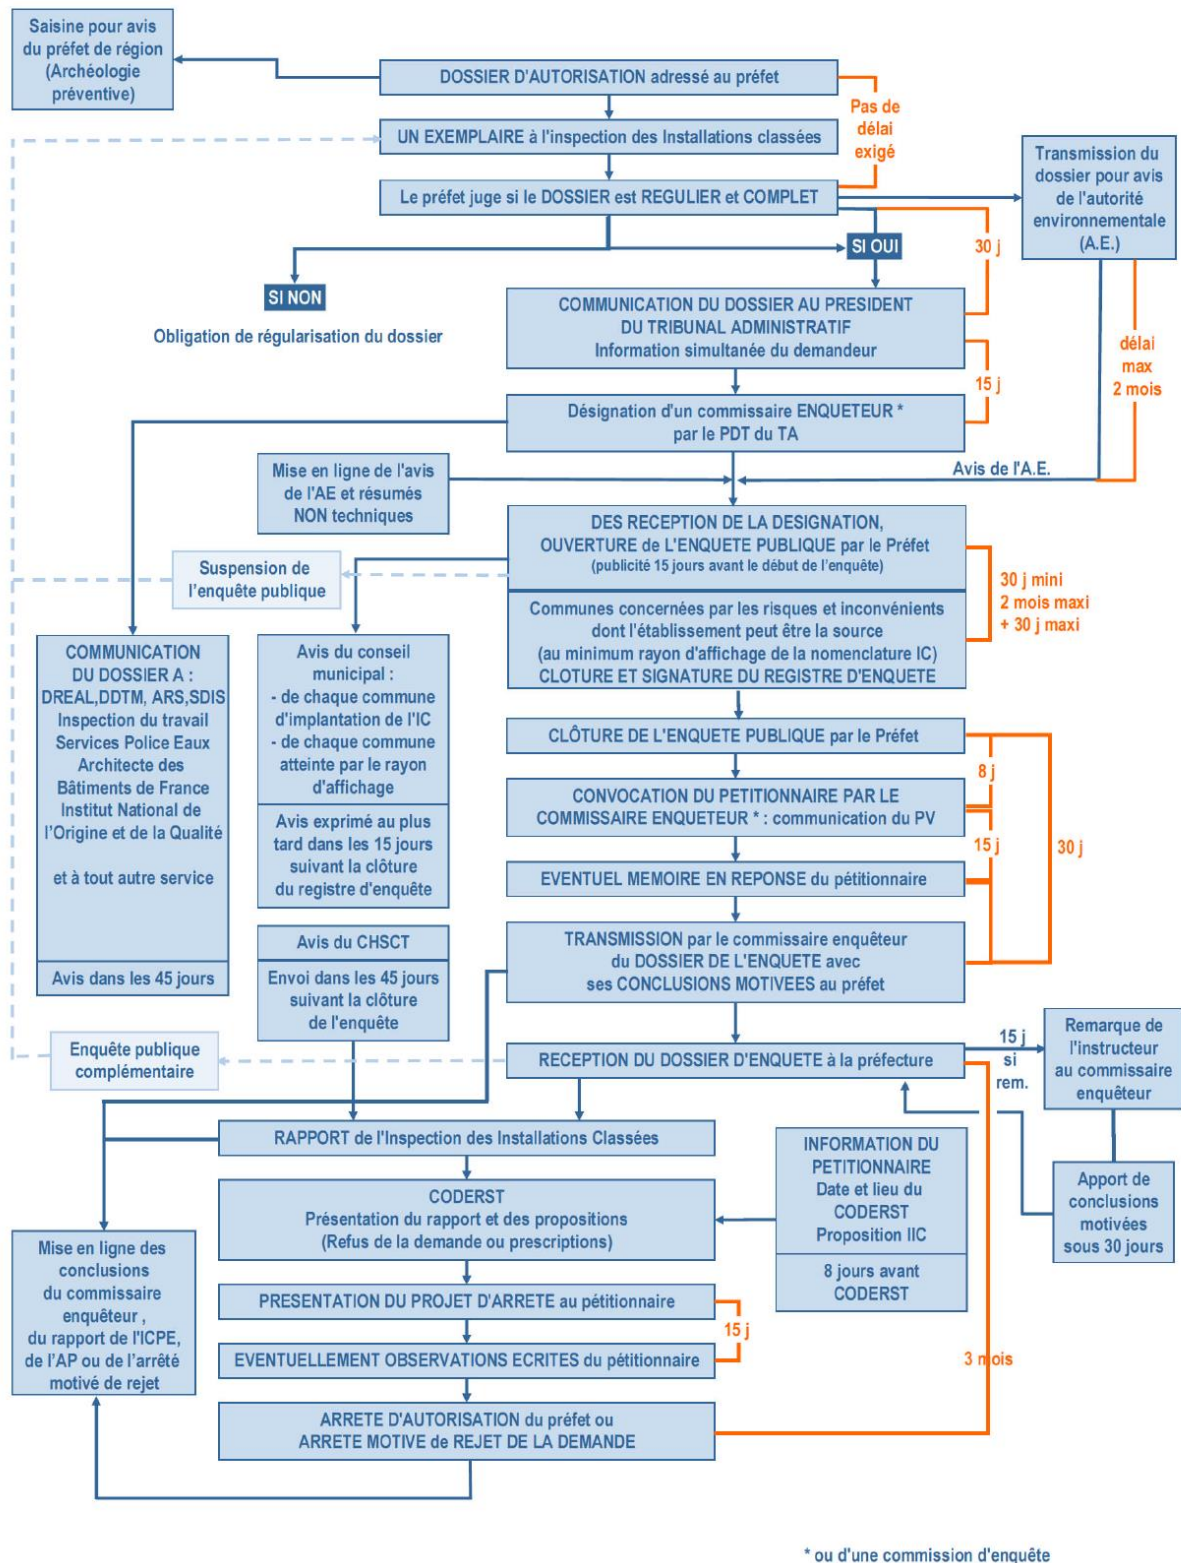 Saisine pour avis
du préfet de région
(Archéologie
préventive)
DOSSIER D'AUTORISATION adressé au préfet
Pas de
délai
exigé
UN EXEMPLAIRE à l'inspection des Installations classées
Le préfet juge si le DOSSIER est REGULIER et COMPLET
Transmission du
dossier pour avis
de l'autorité
environnementale
(A.E.)
SI OUI
30 j
SI NON
Obligation de régularisation du dossier
COMMUNICATION DU DOSSIER AU PRESIDENT
DU TRIBUNAL ADMINISTRATIF
Information simultanée du demandeur
délai
max
2 mois
15 j
Désignation d'un commissaire ENQUETEUR *
par le PDT du TA
Mise en ligne de l'avis
de l'AE et résumés
NON techniques
Avis de l'A.E.
DES RECEPTION DE LA DESIGNATION,
OUVERTURE de L'ENQUETE PUBLIQUE par le Préfet
(publicité 15 jours avant le début de l'enquête)
Suspension de
l'enquête publique
30 j mini
2 mois maxi
+ 30 j maxi
Communes concernées par les risques et inconvénients
dont l'établissement peut être la source
(au minimum rayon d'affichage de la nomenclature IC)
CLOTURE ET SIGNATURE DU REGISTRE D'ENQUETE
COMMUNICATION
DU DOSSIER A :
DREAL,DDTM, ARS,SDIS
Inspection du travail
Services Police Eaux
Architecte des
Bâtiments de France
Institut National de
l'Origine et de la Qualité
et à tout autre service
Avis dans les 45 jours
Avis du conseil
municipal :
- de chaque commune
d'implantation de l'IC
- de chaque commune
atteinte par le rayon
d'affichage
Avis exprimé au plus
tard dans les 15 jours
suivant la clôture
du registre d'enquête
CLÔTURE DE L'ENQUETE PUBLIQUE par le Préfet
8 j
CONVOCATION DU PETITIONNAIRE PAR LE
COMMISSAIRE ENQUETEUR * : communication du PV
15 j
30 j
EVENTUEL MEMOIRE EN REPONSE du pétitionnaire
Avis du CHSCT
Envoi dans les 45 jours
suivant la clôture
de l'enquête
TRANSMISSION par le commissaire enquêteur
du DOSSIER DE L'ENQUETE avec
ses CONCLUSIONS MOTIVEES au préfet
Enquête publique
complémentaire
RECEPTION DU DOSSIER D'ENQUETE à la préfecture
15 j
si
rem.
Remarque de
l'instructeur
au commissaire
enquêteur
RAPPORT de l'Inspection des Installations Classées
INFORMATION DU
PETITIONNAIRE
Date et lieu du
CODERST
Proposition IIC
8 jours avant
CODERST
Apport de
conclusions
motivées
sous 30 jours
CODERST
Présentation du rapport et des propositions
(Refus de la demande ou prescriptions)
Mise en ligne des
conclusions
du commissaire
enquêteur ,
du rapport de l'ICPE,
de l'AP ou de l'arrêté
motivé de rejet
PRESENTATION DU PROJET D'ARRETE au pétitionnaire
15 j
EVENTUELLEMENT OBSERVATIONS ECRITES du pétitionnaire
3 mois
ARRETE D'AUTORISATION du préfet ou
ARRETE MOTIVE de REJET DE LA DEMANDE
* ou d'une commission d'enquête